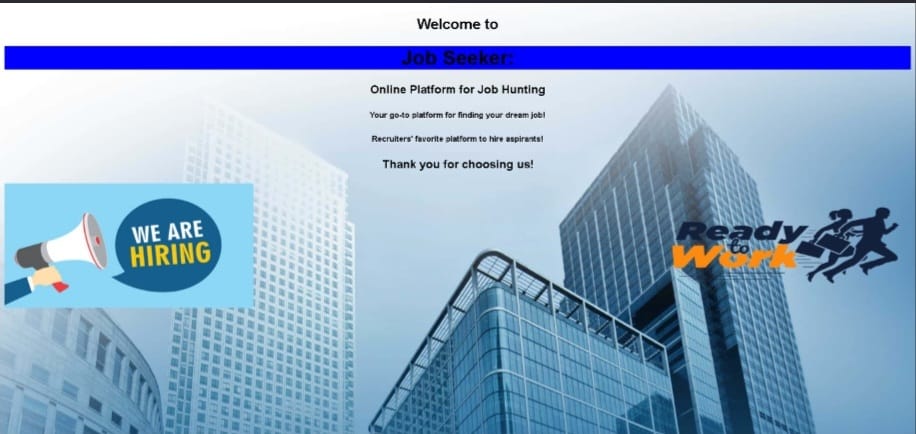 Welcome to
Job Seeker:
Online Platform for Job Hunting
Your go-to platform for finding your dream job!
Recruiters' favorite platform to hire aspirants!
Thank you for choosing us!
WE ARE
HIRING
Ready
to
Work